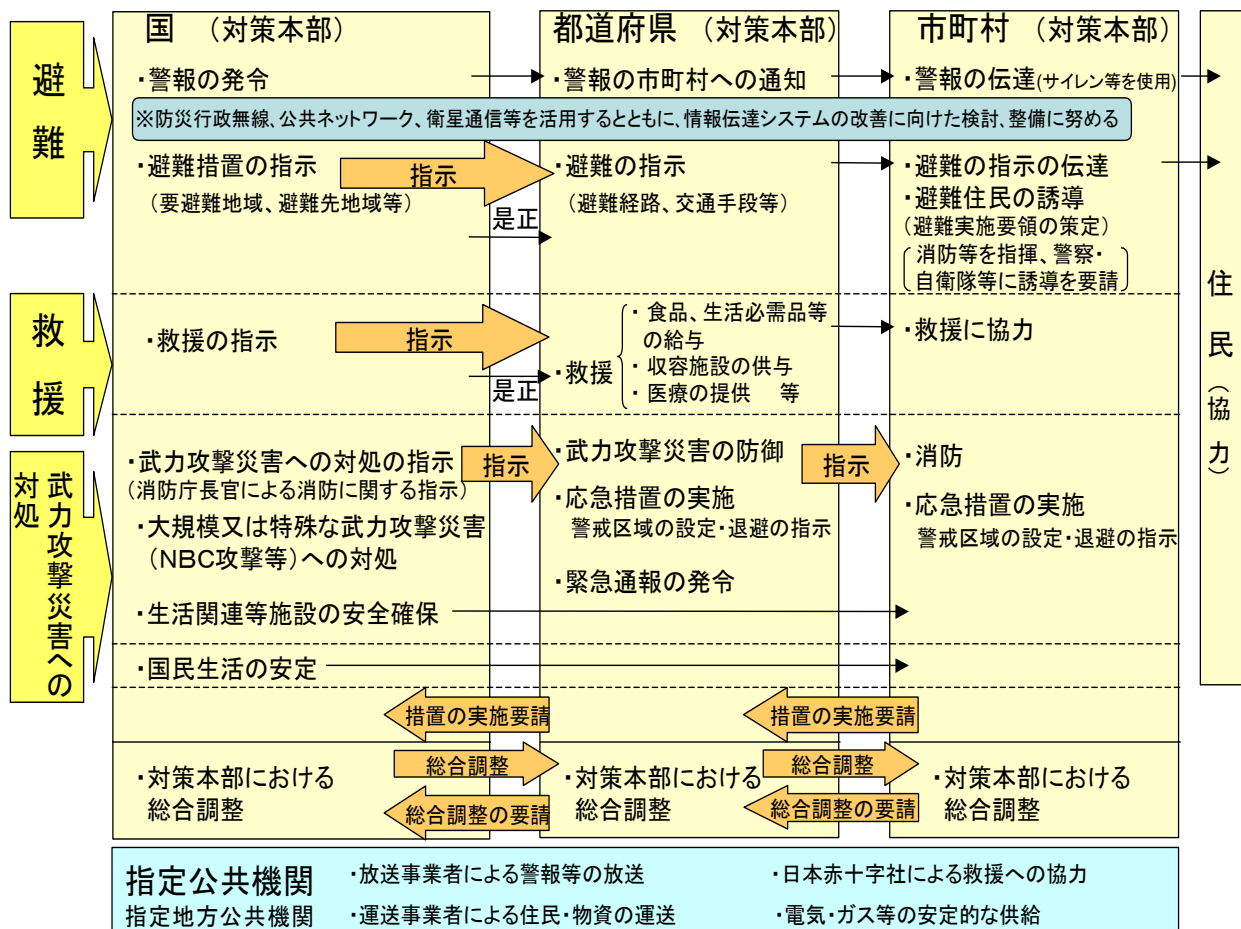 国 (対策本部)
都道府県 (対策本部)
市町村 (対策本部)
避難
・警報の発令
・警報の市町村への通知
・警報の伝達(サイレン等を使用)
※防災行政無線、公共ネットワーク、衛星通信等を活用するとともに、情報伝達システムの改善に向けた検討、整備に努める
・避難措置の指示
(要避難地域、避難先地域等)
指示
是正
・避難の指示
(避難経路、交通手段等)
・避難の指示の伝達
・避難住民の誘導
(避難実施要領の策定)
消防等を指揮、警察・
自衛隊等に誘導を要請
住民(協力)
救援
・救援の指示
指示
是正
・救援
・ 食品、生活必需品等
の給与
・ 収容施設の供与
・ 医療の提供 等
・救援に協力
武力攻撃災害への
対処
・武力攻撃災害への対処の指示
(消防庁長官による消防に関する指示)
・大規模又は特殊な武力攻撃災害
(NBC攻撃等)への対処
・生活関連等施設の安全確保
指示
・武力攻撃災害の防御
・応急措置の実施
警戒区域の設定・退避の指示
・緊急通報の発令
指示
・消防
・応急措置の実施
警戒区域の設定・退避の指示
・国民生活の安定
措置の実施要請
措置の実施要請
・対策本部における
総合調整
総合調整
総合調整の要請
・対策本部における
総合調整
総合調整
総合調整の要請
・対策本部における
総合調整
指定公共機関
指定地方公共機関
・放送事業者による警報等の放送
・日本赤十字社による救援への協力
・運送事業者による住民・物資の運送
・電気・ガス等の安定的な供給